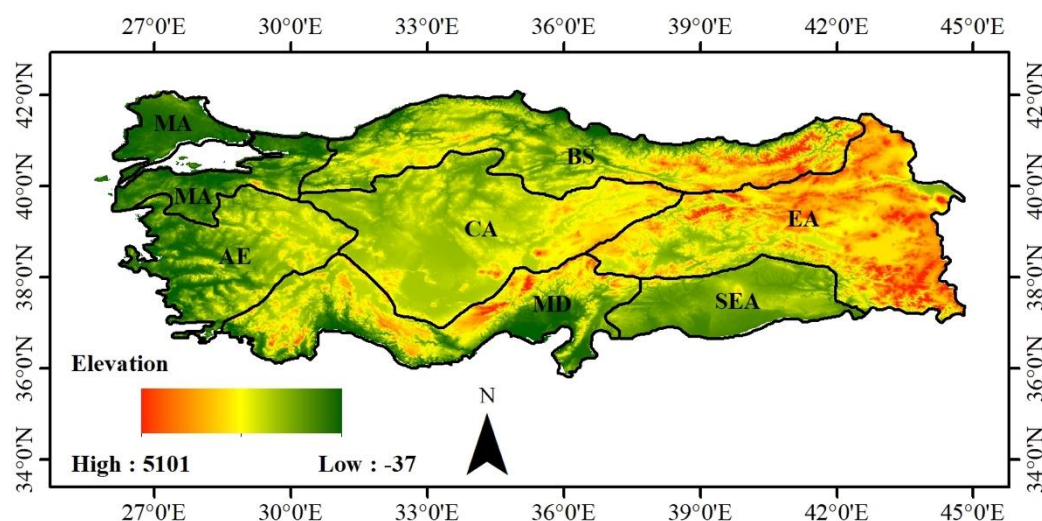 27°0'E 30°0'E 33°0'E 36°0'E 39°0'E 42°0'E 45°0'E
42°0'N 42°0'N
MA
BS
40°0'N 40°0'N
MA
EA
CA
AE
38°0'N 38°0'N
MD SEA
36°0'N 36°0'N
Elevation
N
High : 5101 Low : -37
34°0'N 34°0'N
27°0'E 30°0'E 33°0'E 36°0'E 39°0'E 42°0'E 45°0'E